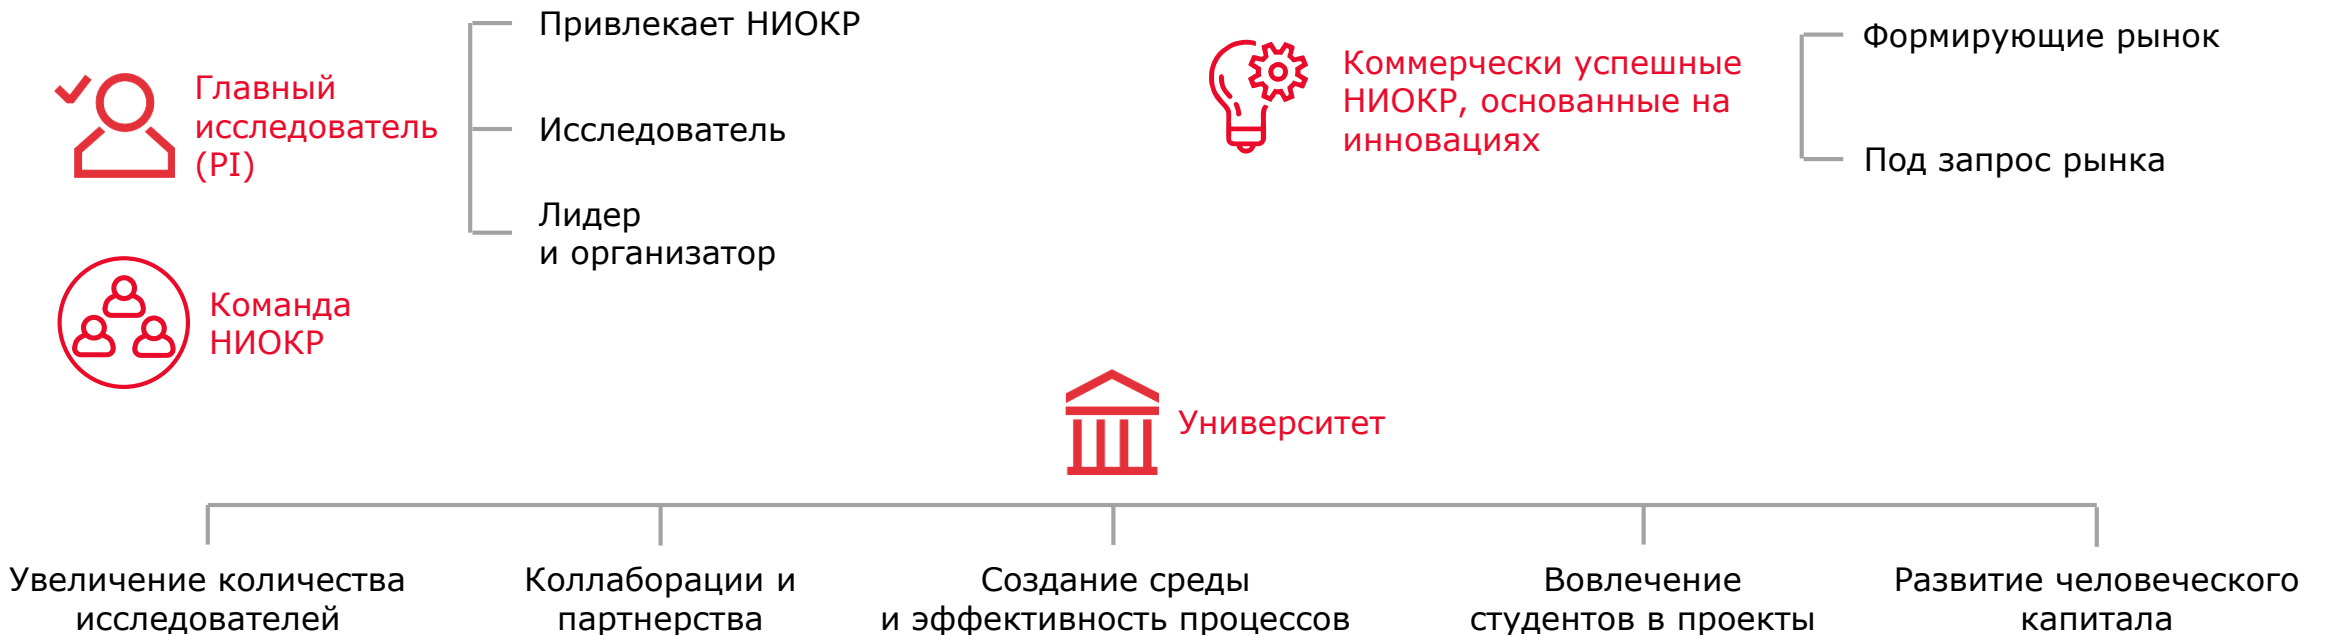 Привлекает НИОКР
Главный
исследователь
(PI)
Исследователь
Лидер
и организатор
Команда
НИОКР
Коммерчески успешные
НИОКР, основанные на
инновациях
Формирующие рынок
Под запрос рынка
Университет
Увеличение количества
исследователей
Коллаборации и
партнерства
Создание среды
и эффективность процессов
Вовлечение
студентов в проекты
Развитие человеческого
капитала